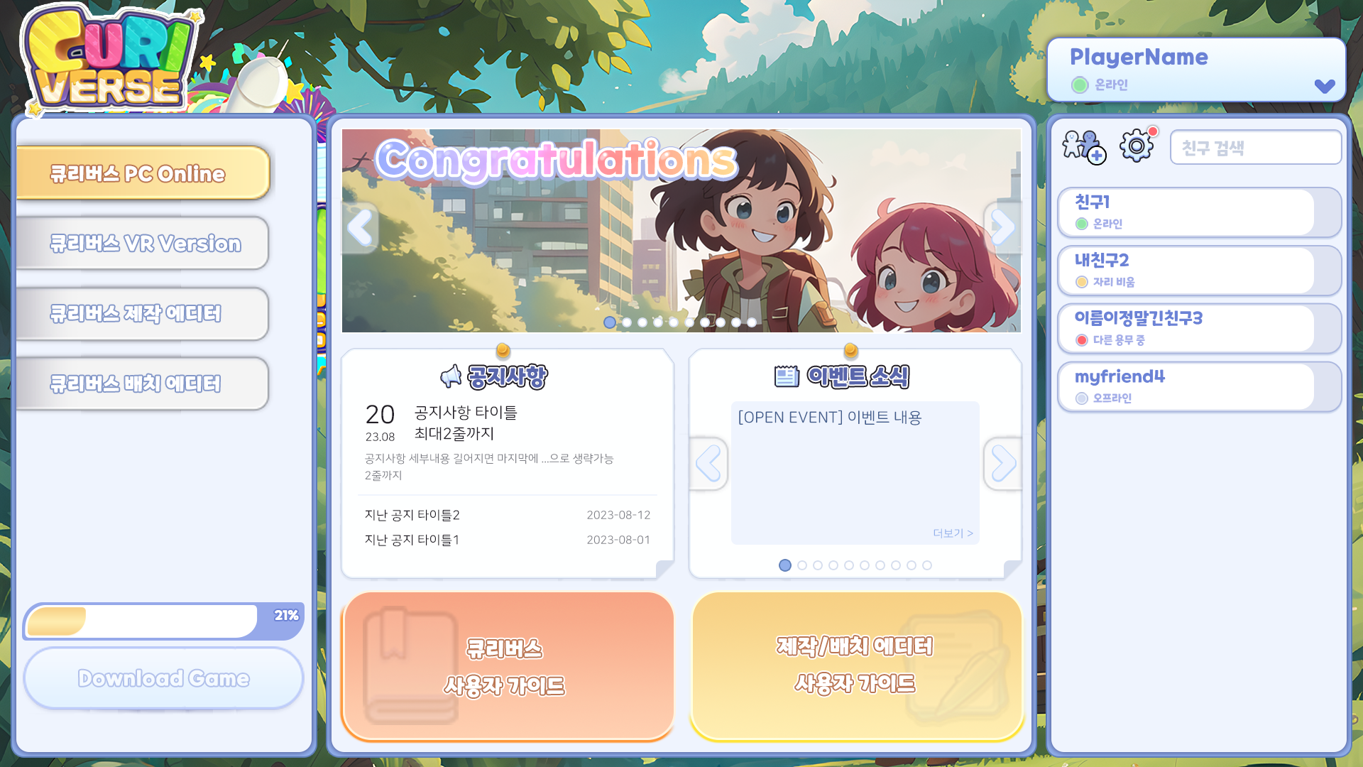 CURI
VERSE
PlayerName
온라인
큐리버스 PC Online
큐리버스 VR Version
큐리버스 제작 에디터
큐리버스 배치 에디터
21%
Download Game
Congratulations
공지사항
20
23.08
공지사항 타이틀
최대2줄까지
공지사항 세부내용 길어지면 마지막에 ...으로 생략가능
2줄까지
지난 공지 타이틀2 2023-08-12
지난 공지 타이틀1 2023-08-01
이벤트 소식
[OPEN EVENT] 이벤트 내용
더보기 >
큐리버스
사용자 가이드
제작/배치 에디터
사용자 가이드
친구 검색
친구1
온라인
내친구2
자리 비움
이름이정말긴친구3
다른 용무 중
myfriend4
오프라인